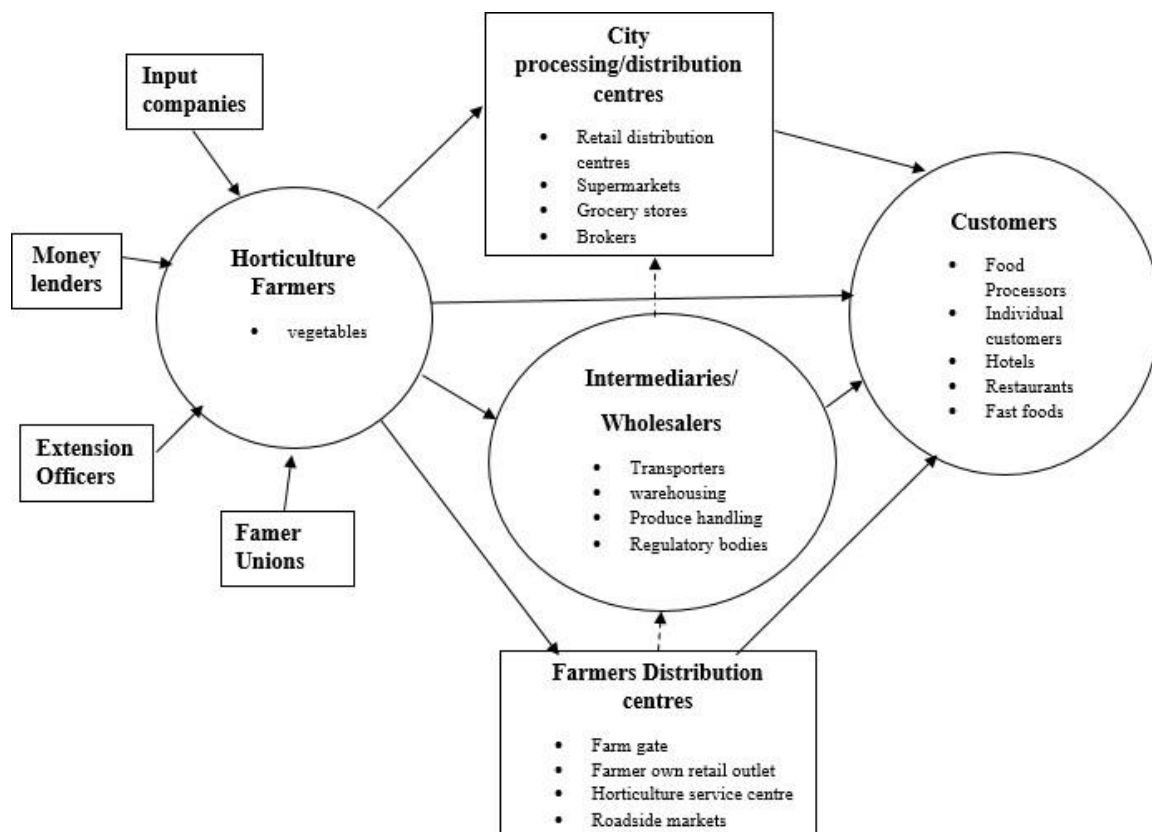 City
processing/distribution
centres
• Retail distribution
centres
• Supermarkets
• Grocery stores
• Brokers
Input
companies
Money
lenders
Horticulture
Farmers
• vegetables
Extension
Officers
Famer
Unions
Intermediaries/
Wholesalers
• Transporters
• warehousing
• Produce handling
• Regulatory bodies
Customers
• Food
Processors
• Individual
customers
• Hotels
• Restaurants
• Fast foods
Farmers Distribution
centres
• Farm gate
• Farmer own retail outlet
• Horticulture service centre
• Roadside markets